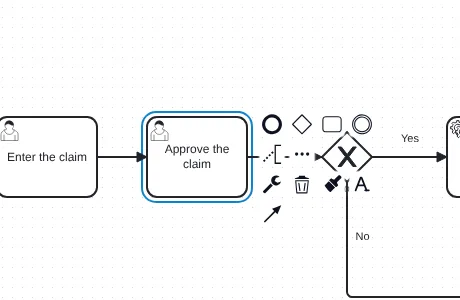 Enter the claim
Approve the
claim
Yes
No